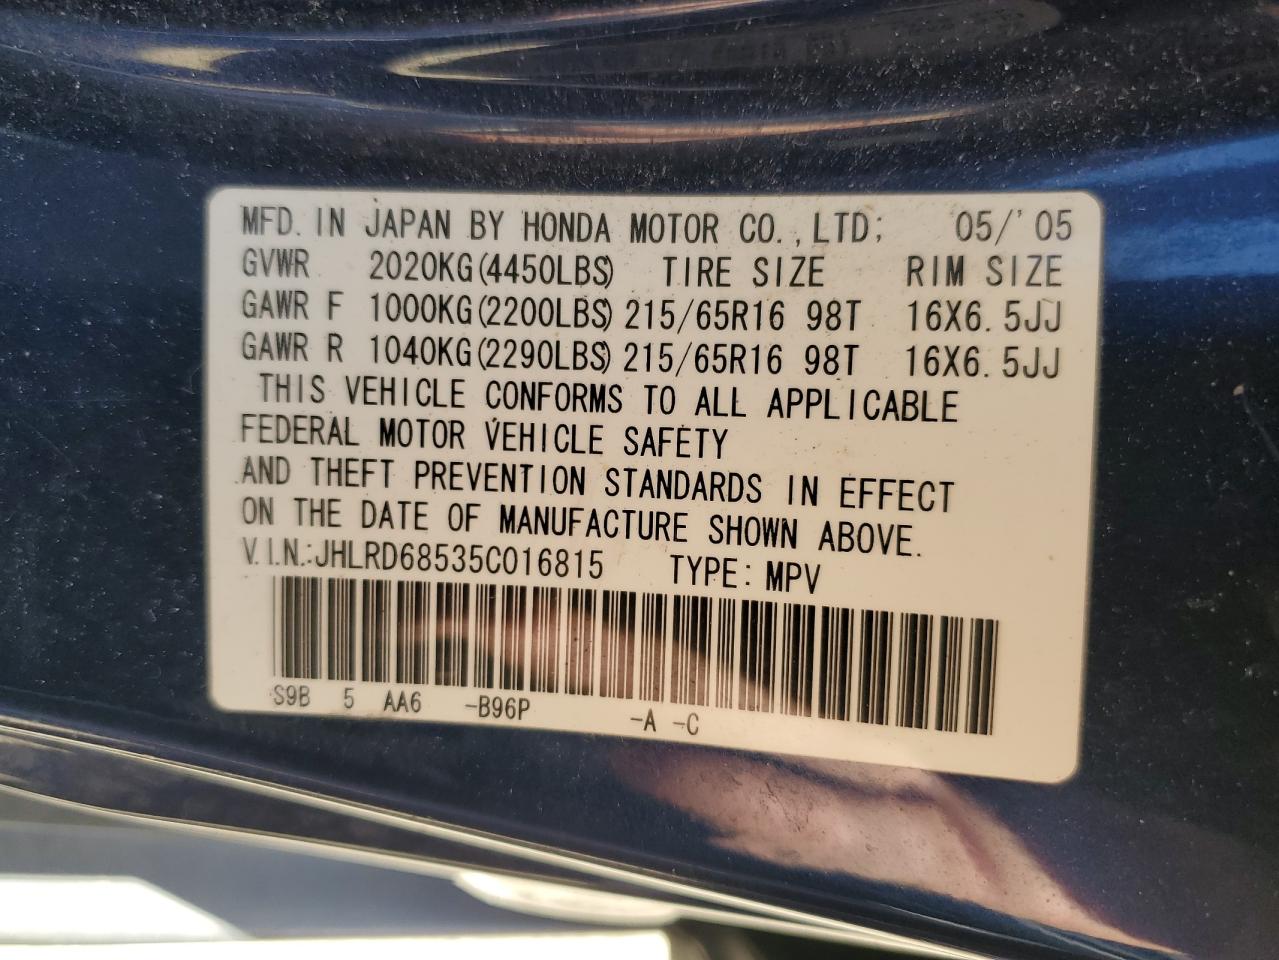 MFD. IN JAPAN BY HONDA MOTOR CO., LTD; 05/'05
GVWR 2020KG(4450LBS) TIRE SIZE RIM SIZE
GAWR F 1000KG(2200LBS) 215/65R16 98T 16X6.5JJ
GAWR R 1040KG(2290LBS) 215/65R16 98T 16X6.5JJ
THIS VEHICLE CONFORMS TO ALL APPLICABLE
FEDERAL MOTOR VEHICLE SAFETY
AND THEFT PREVENTION STANDARDS IN EFFECT
ON THE DATE OF MANUFACTURE SHOWN ABOVE.
V.I.N.:JHLRD68535C016815 TYPE: MPV
S9B 5 AA6 -B96P -A -C